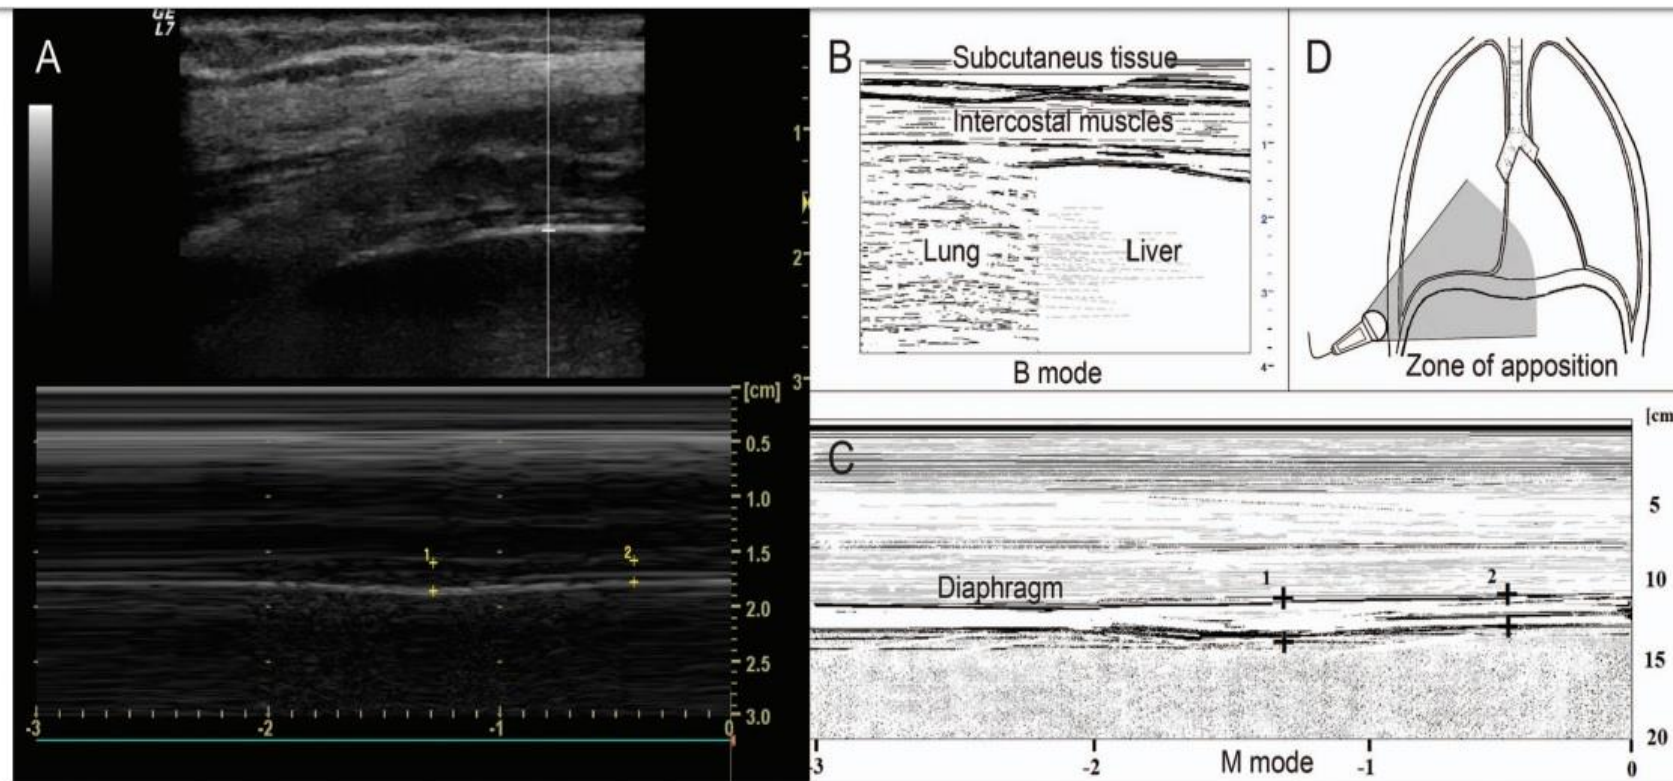 GE
L7
A
1
2
3
[cm]
0.5
1.0
1.5
2.0
2.5
3.0
1
2
-3
-2
-1
0
B
Subcutaneus tissue
Intercostal muscles
Lung
Liver
1
2
3
4
B mode
D
Zone of apposition
C
[cm
5
10
15
20
Diaphragm
1
2
-3
-2
M mode
-1
0